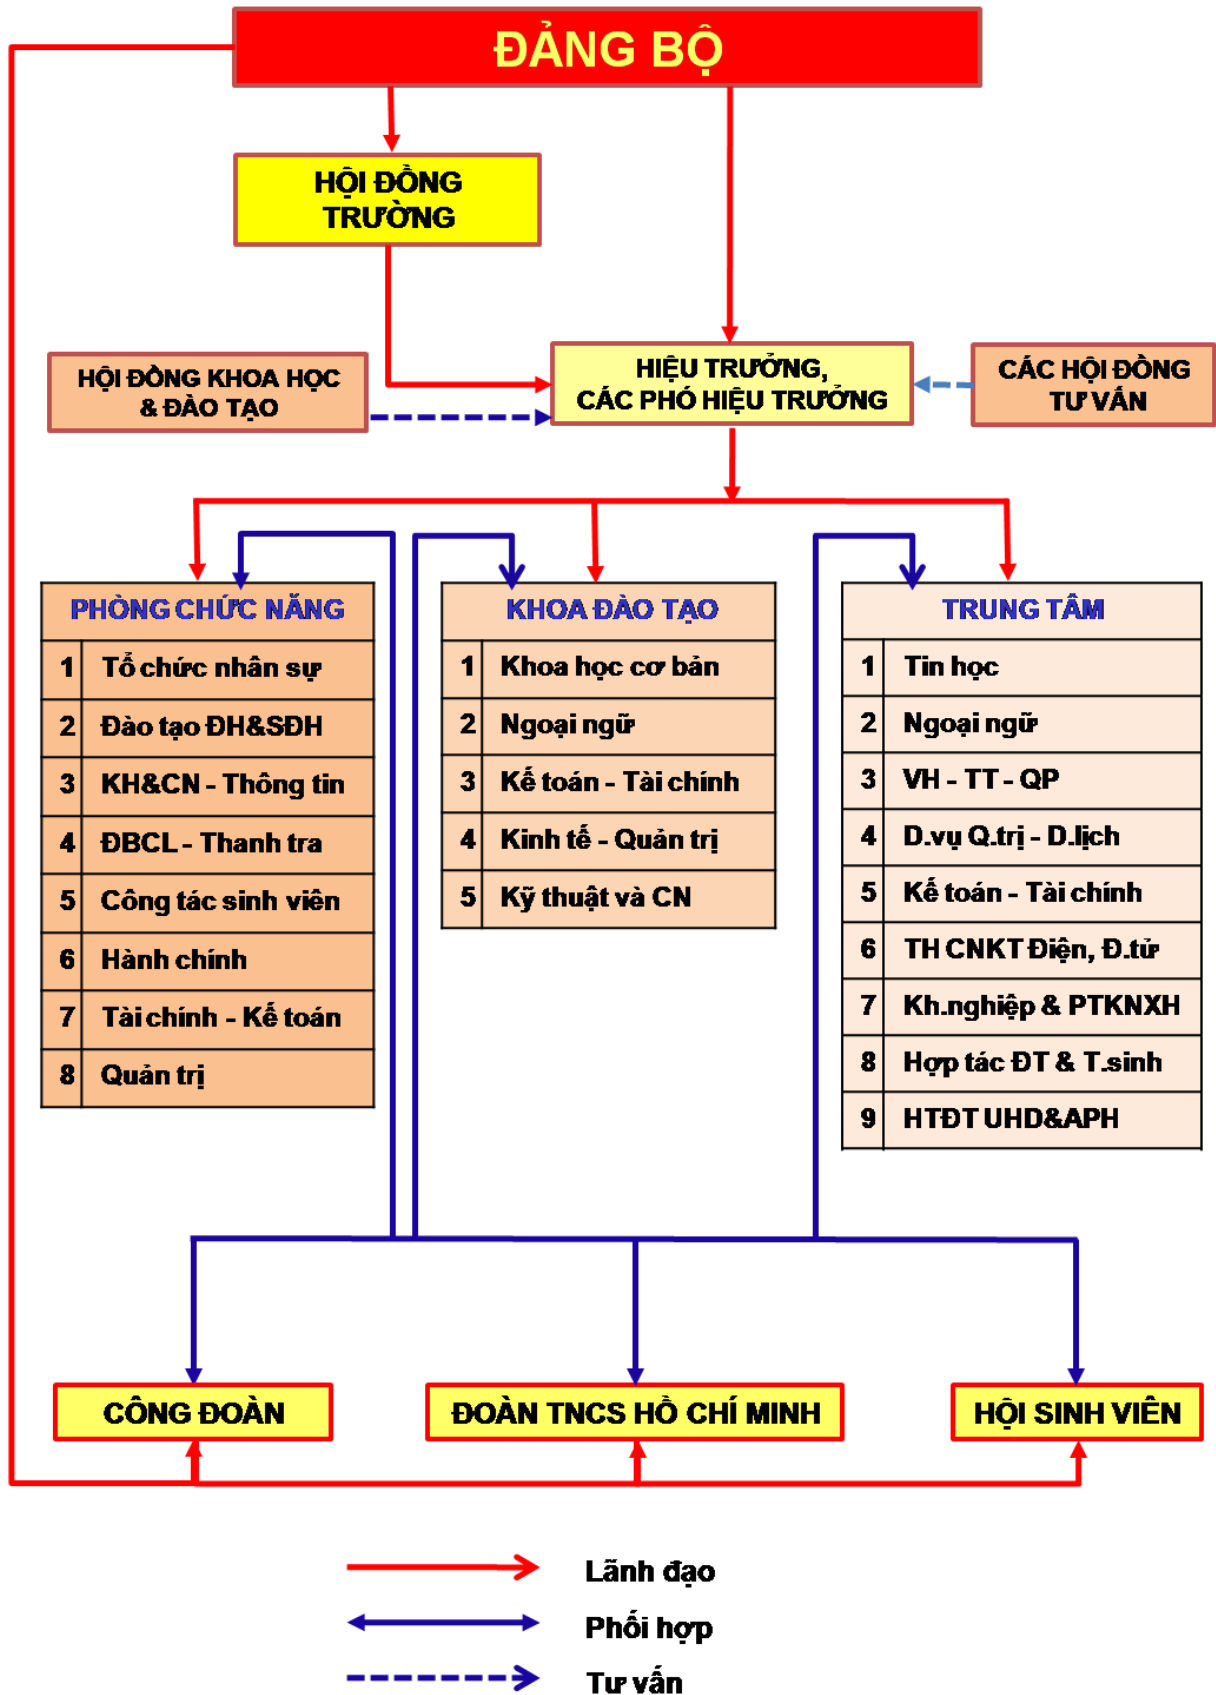 ĐẢNG BỘ
HỘI ĐỒNG
TRƯỜNG
HỘI ĐỒNG KHOA HỌC
& ĐÀO TẠO
HIỆU TRƯỞNG,
CÁC PHÓ HIỆU TRƯỞNG
CÁC HỘI ĐỒNG
TƯ VẤN
PHÒNG CHỨC NĂNG
1 Tổ chức nhân sự
2 Đào tạo ĐH&SĐH
3 KH&CN - Thông tin
4 ĐBCL - Thanh tra
5 Công tác sinh viên
6 Hành chính
7 Tài chính - Kế toán
8 Quản trị
KHOA ĐÀO TẠO
1 Khoa học cơ bản
2 Ngoại ngữ
3 Kế toán - Tài chính
4 Kinh tế - Quản trị
5 Kỹ thuật và CN
TRUNG TÂM
1 Tin học
2 Ngoại ngữ
3 VH - TT - QP
4 D.vụ Q.trị - D.lịch
5 Kế toán - Tài chính
6 TH CNKT Điện, Đ.tử
7 Kh.nghiệp & PTKNXH
8 Hợp tác ĐT & T.sinh
9 HTĐT UHD&APH
CÔNG ĐOÀN
ĐOÀN TNCS HỒ CHÍ MINH
HỘI SINH VIÊN
Lãnh đạo
Phối hợp
Tư vấn